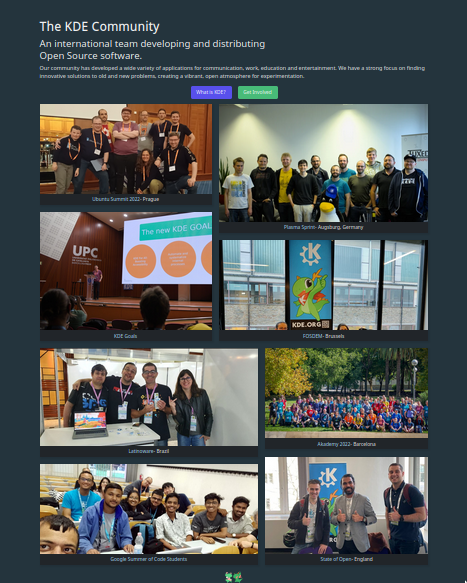 The KDE Community
An international team developing and distributing
Open Source software.
Our community has developed a wide variety of applications for communication, work, education and entertainment. We have a strong focus on finding
innovative solutions to old and new problems, creating a vibrant, open atmosphere for experimentation.
What is KDE?
Get Involved
Ubuntu Summit 2022- Prague
Plasma Sprint- Augsburg, Germany
UPC
The new KDE GOAL
KDE Goals
KDE.ORG
FOSDEM- Brussels
Latinoware- Brazil
Akademy 2022- Barcelona
Google Summer of Code Students
State of Open- England